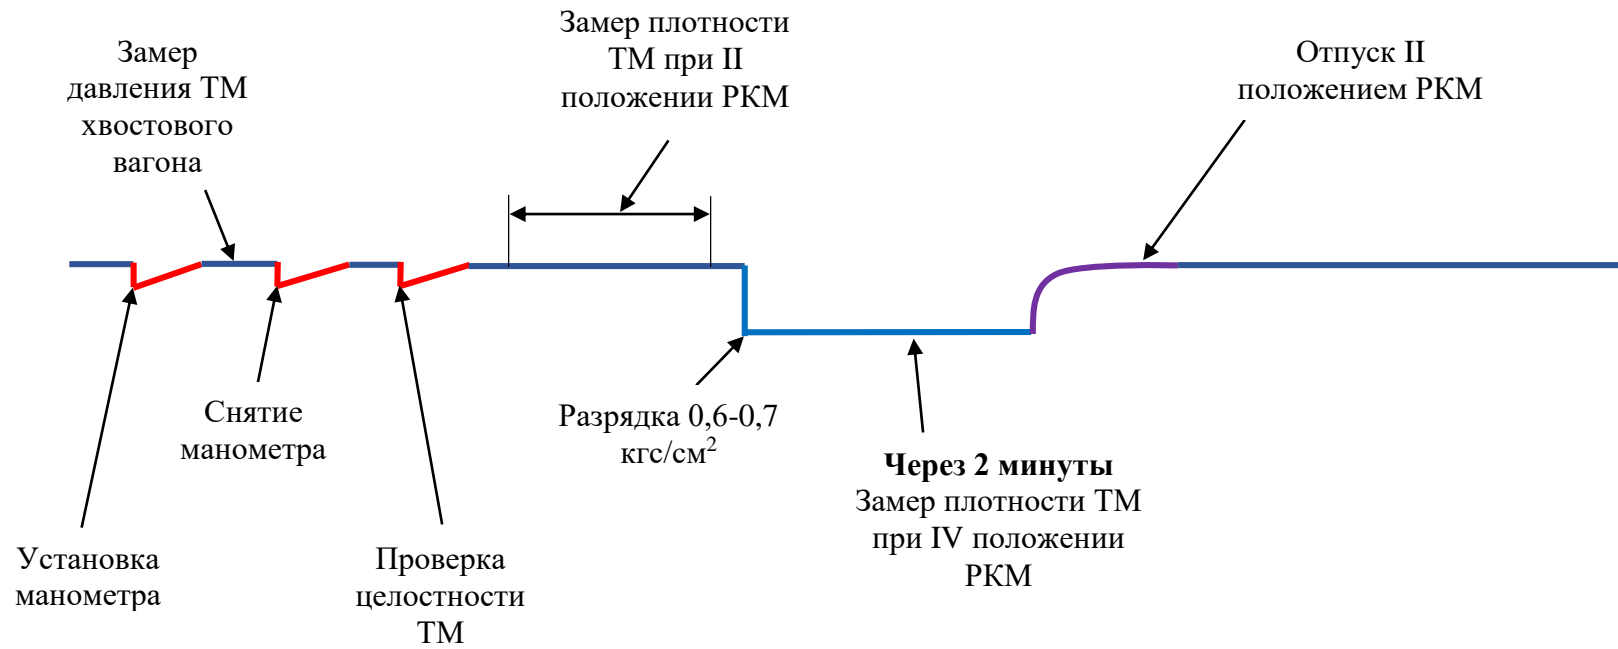 Замер
давления ТМ
хвостового
вагона
Замер плотности
ТМ при II
положении РКМ
Отпуск II
положением РКМ
Снятие
манометра
Разрядка 0,6-0,7
кгс/см²
Через 2 минуты
Замер плотности ТМ
при IV положении
РКМ
Установка
манометра
Проверка
целостности
ТМ